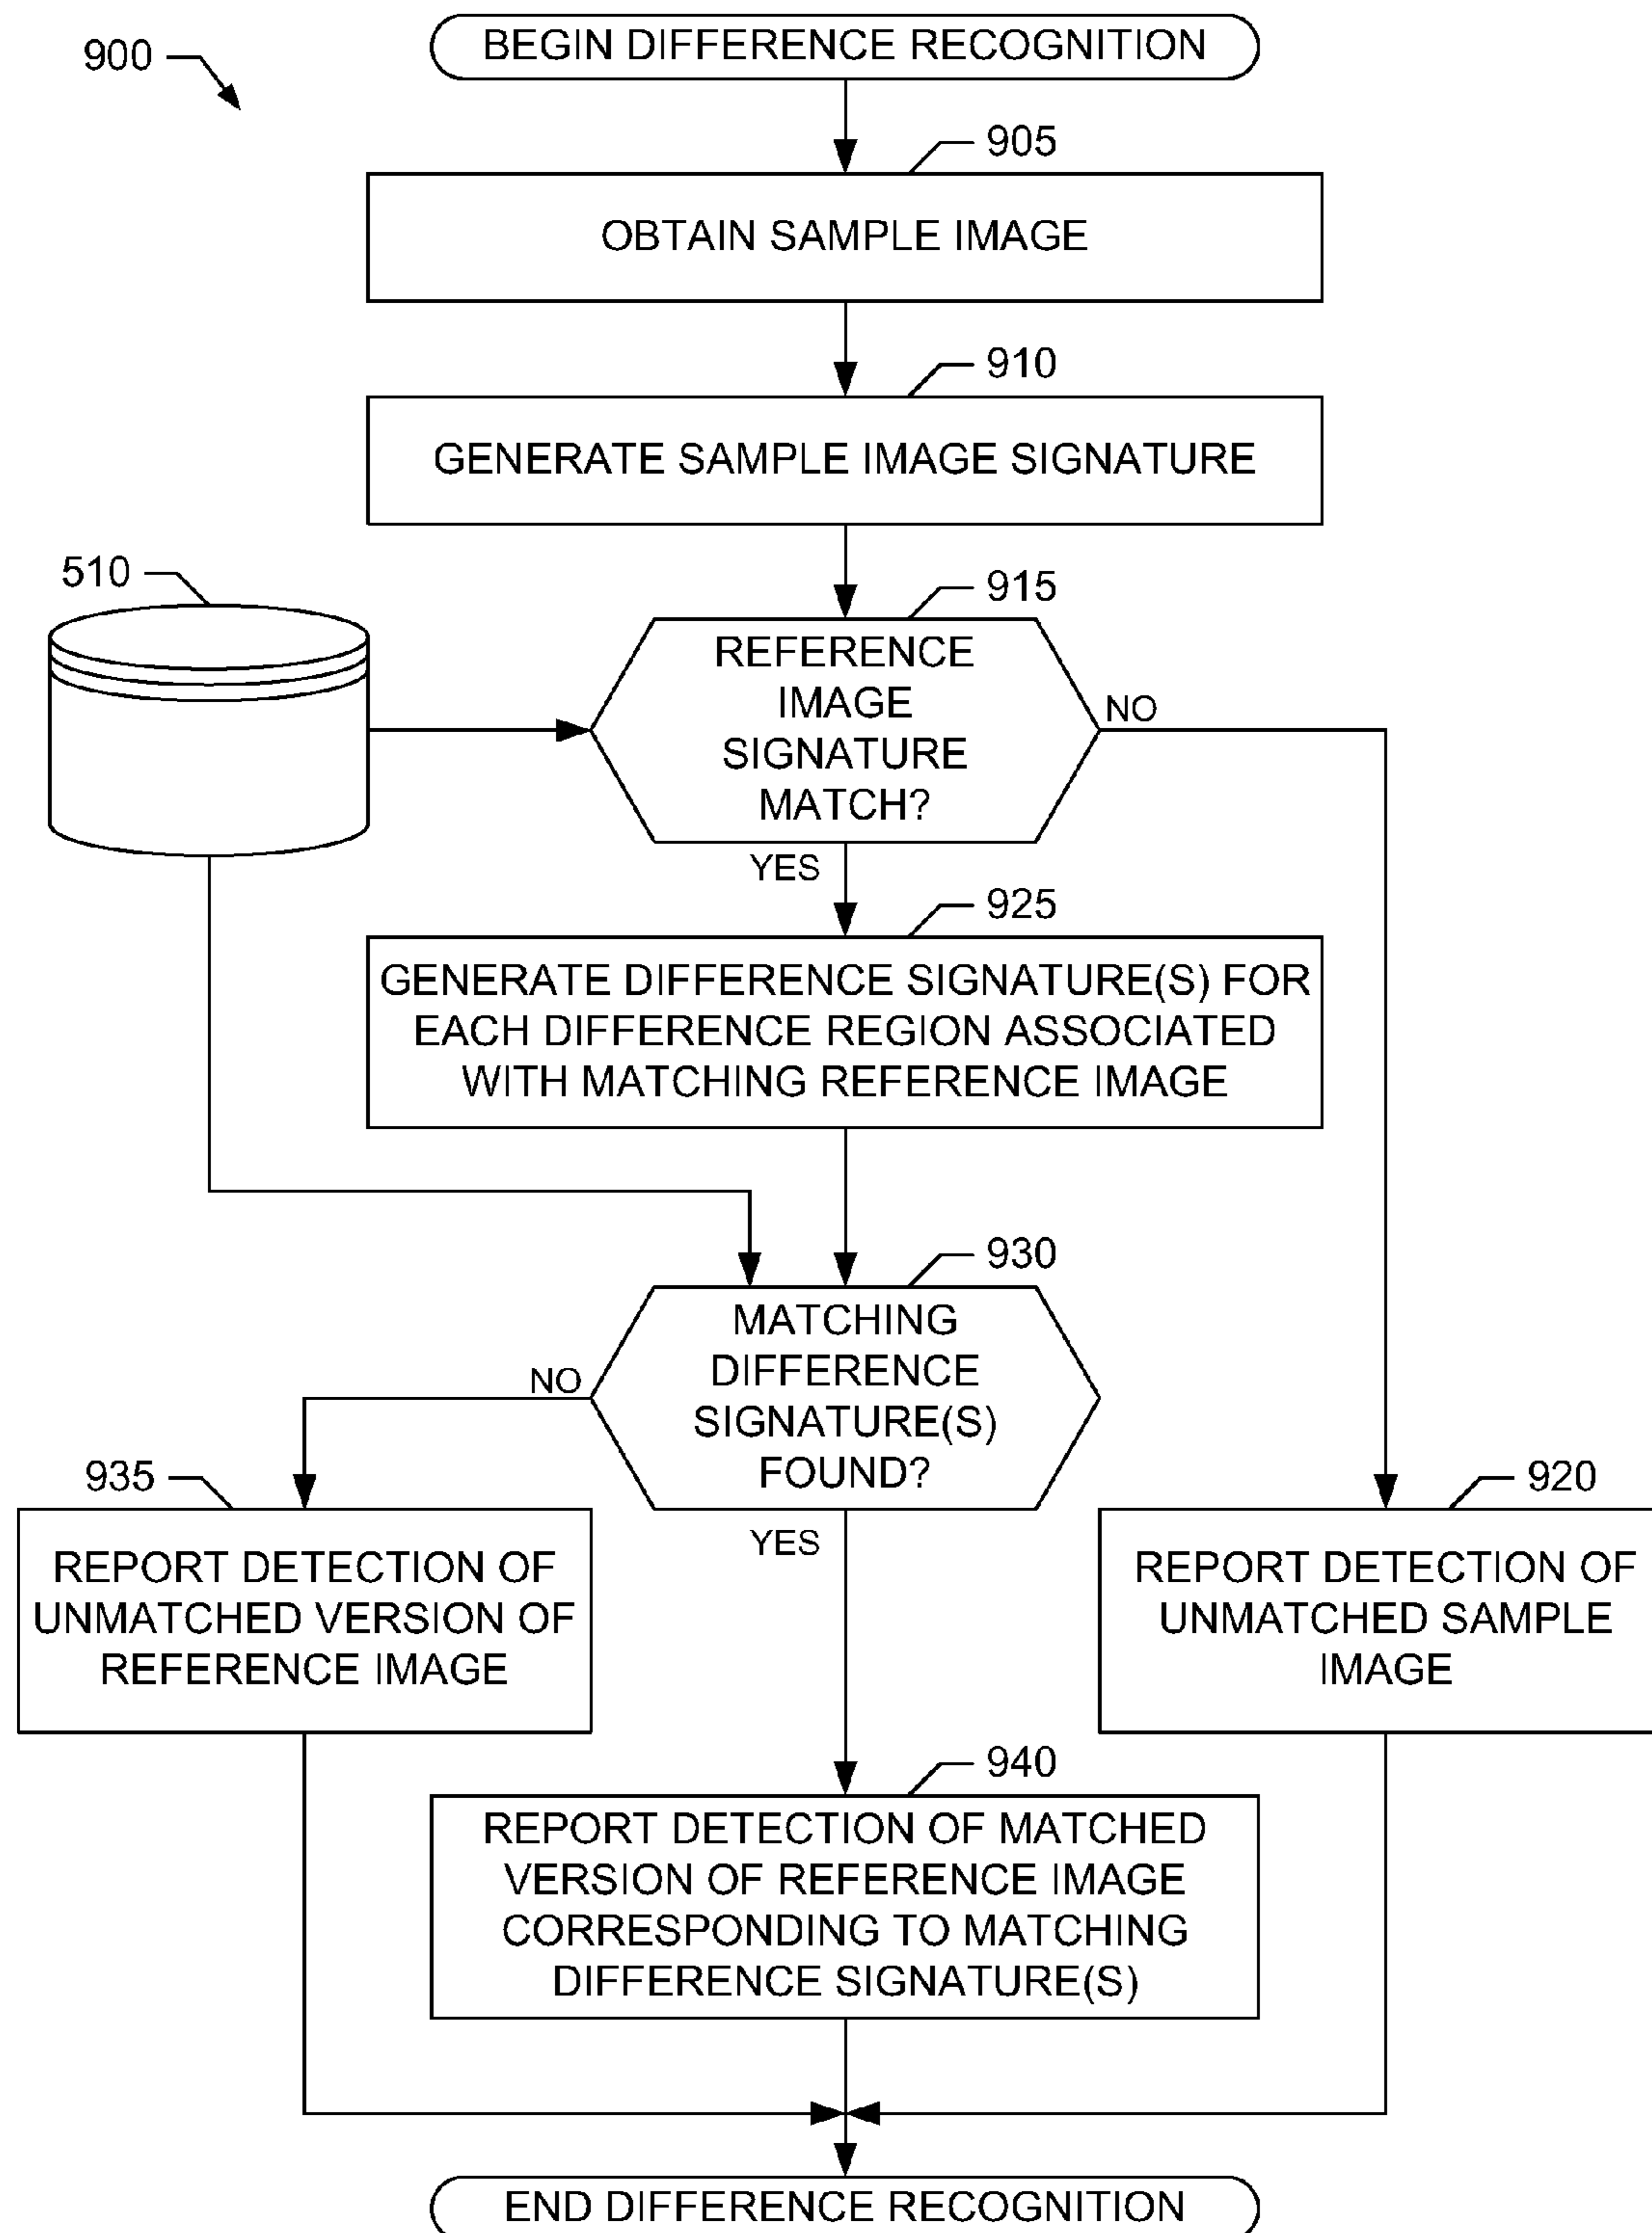 900
BEGIN DIFFERENCE RECOGNITION
905
OBTAIN SAMPLE IMAGE
910
GENERATE SAMPLE IMAGE SIGNATURE
510
915
REFERENCE
IMAGE
SIGNATURE
MATCH?
NO
YES
925
GENERATE DIFFERENCE SIGNATURE(S) FOR
EACH DIFFERENCE REGION ASSOCIATED
WITH MATCHING REFERENCE IMAGE
930
MATCHING
DIFFERENCE
SIGNATURE(S)
FOUND?
NO
YES
935
REPORT DETECTION OF
UNMATCHED VERSION OF
REFERENCE IMAGE
920
REPORT DETECTION OF
UNMATCHED SAMPLE
IMAGE
940
REPORT DETECTION OF MATCHED
VERSION OF REFERENCE IMAGE
CORRESPONDING TO MATCHING
DIFFERENCE SIGNATURE(S)
END DIFFERENCE RECOGNITION